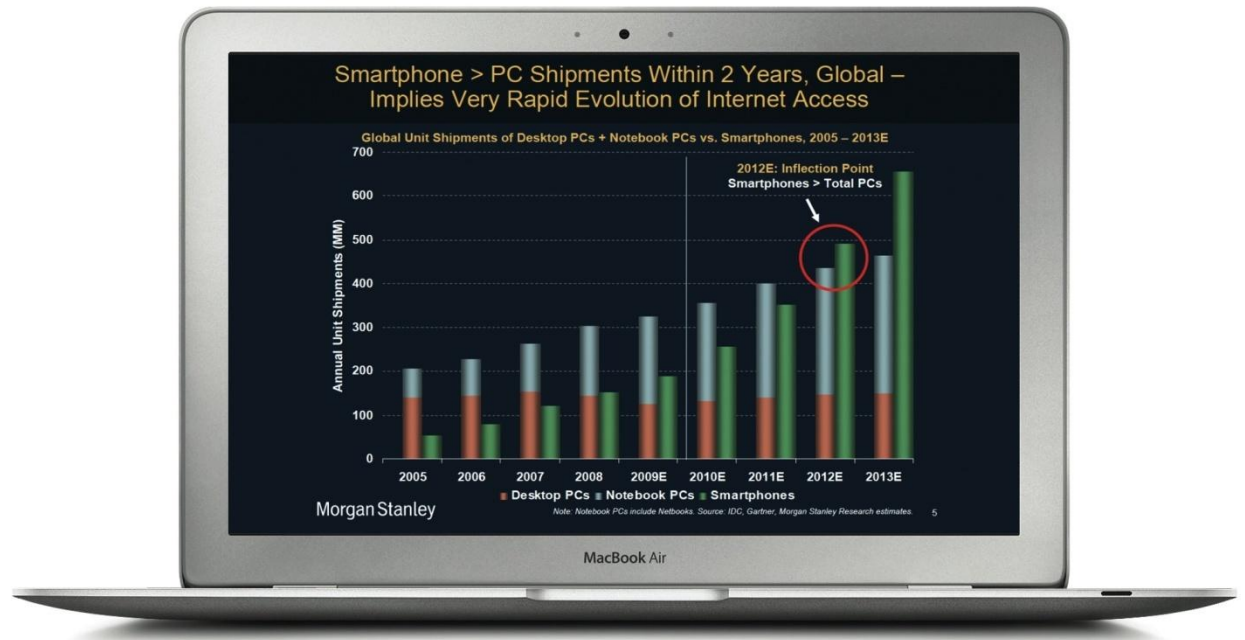 Smartphone > PC Shipments Within 2 Years, Global –
Implies Very Rapid Evolution of Internet Access
Global Unit Shipments of Desktop PCs + Notebook PCs vs. Smartphones, 2005 – 2013E
2012E: Inflection Point
Smartphones > Total PCs
Annual Unit Shipments (MM)
700
600
500
400
300
200
100
0
2005 2006 2007 2008 2009E 2010E 2011E 2012E 2013E
Desktop PCs Notebook PCs Smartphones
Morgan Stanley
Note: Notebook PCs include Netbooks. Source: IDC, Gartner, Morgan Stanley Research estimates.
5
MacBook Air